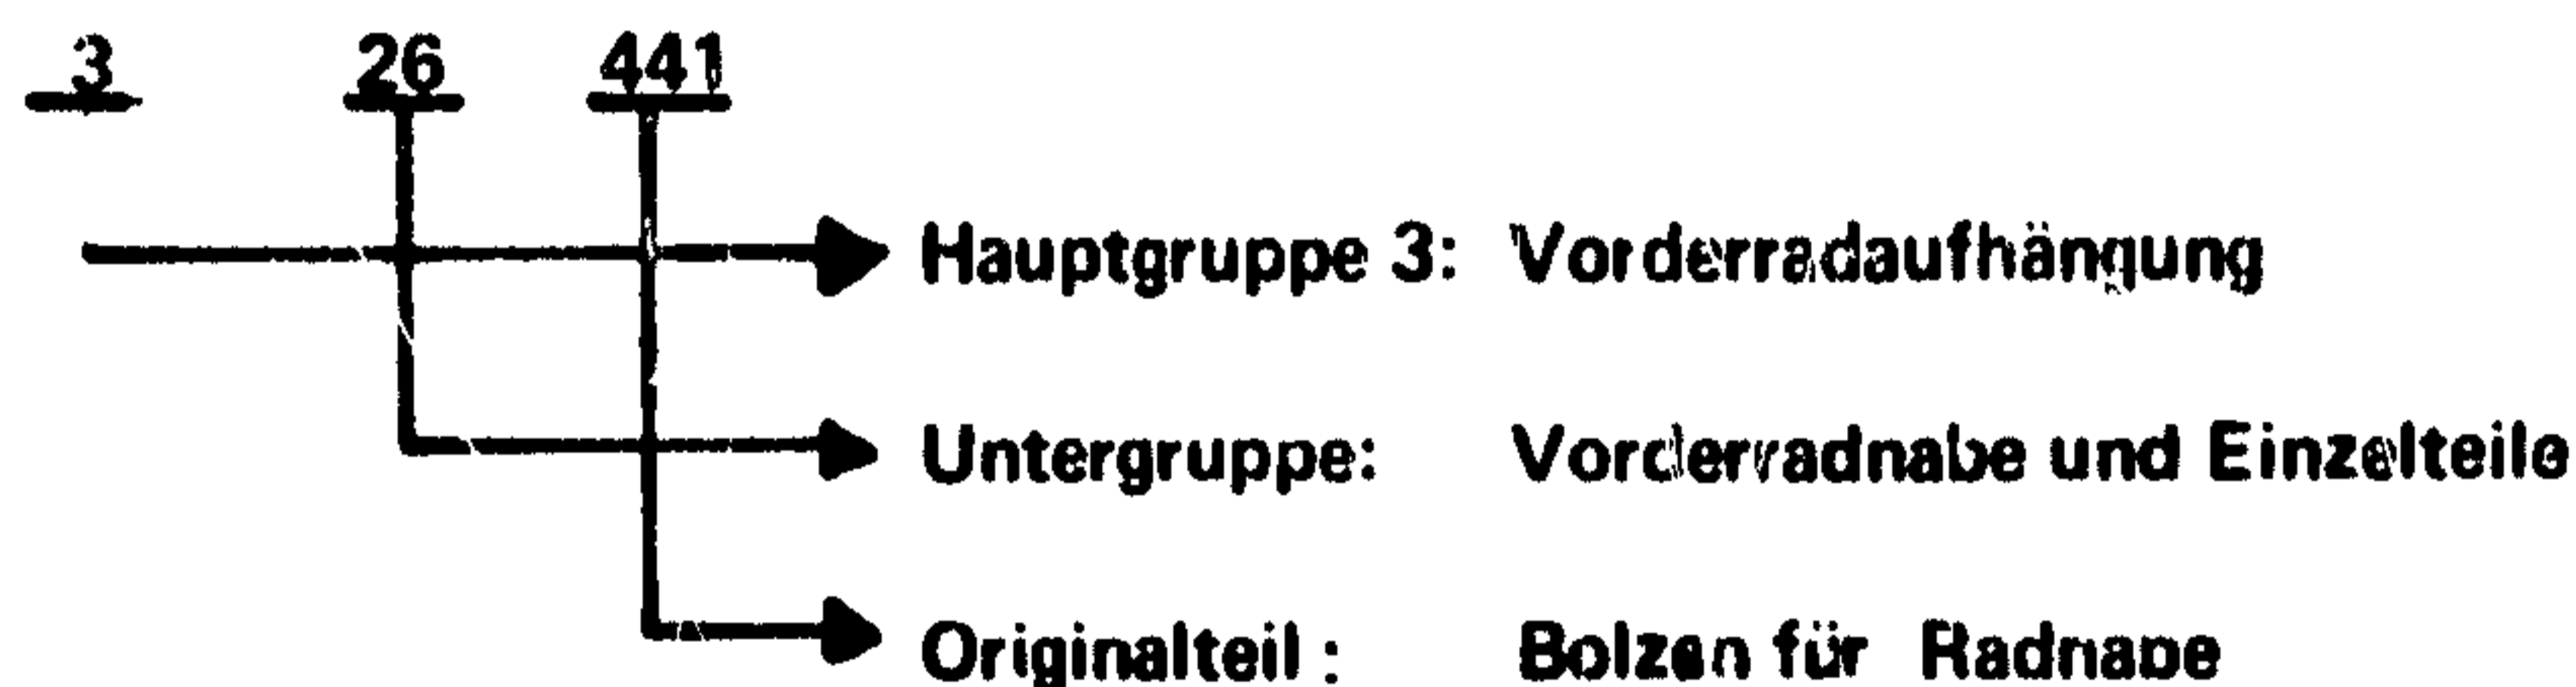 3 26 441
Hauptgruppe 3: Vorderradaufhängung
Untergruppe: Vorderradnabe und Einzelteile
Originalteil : Bolzen für Radnabe